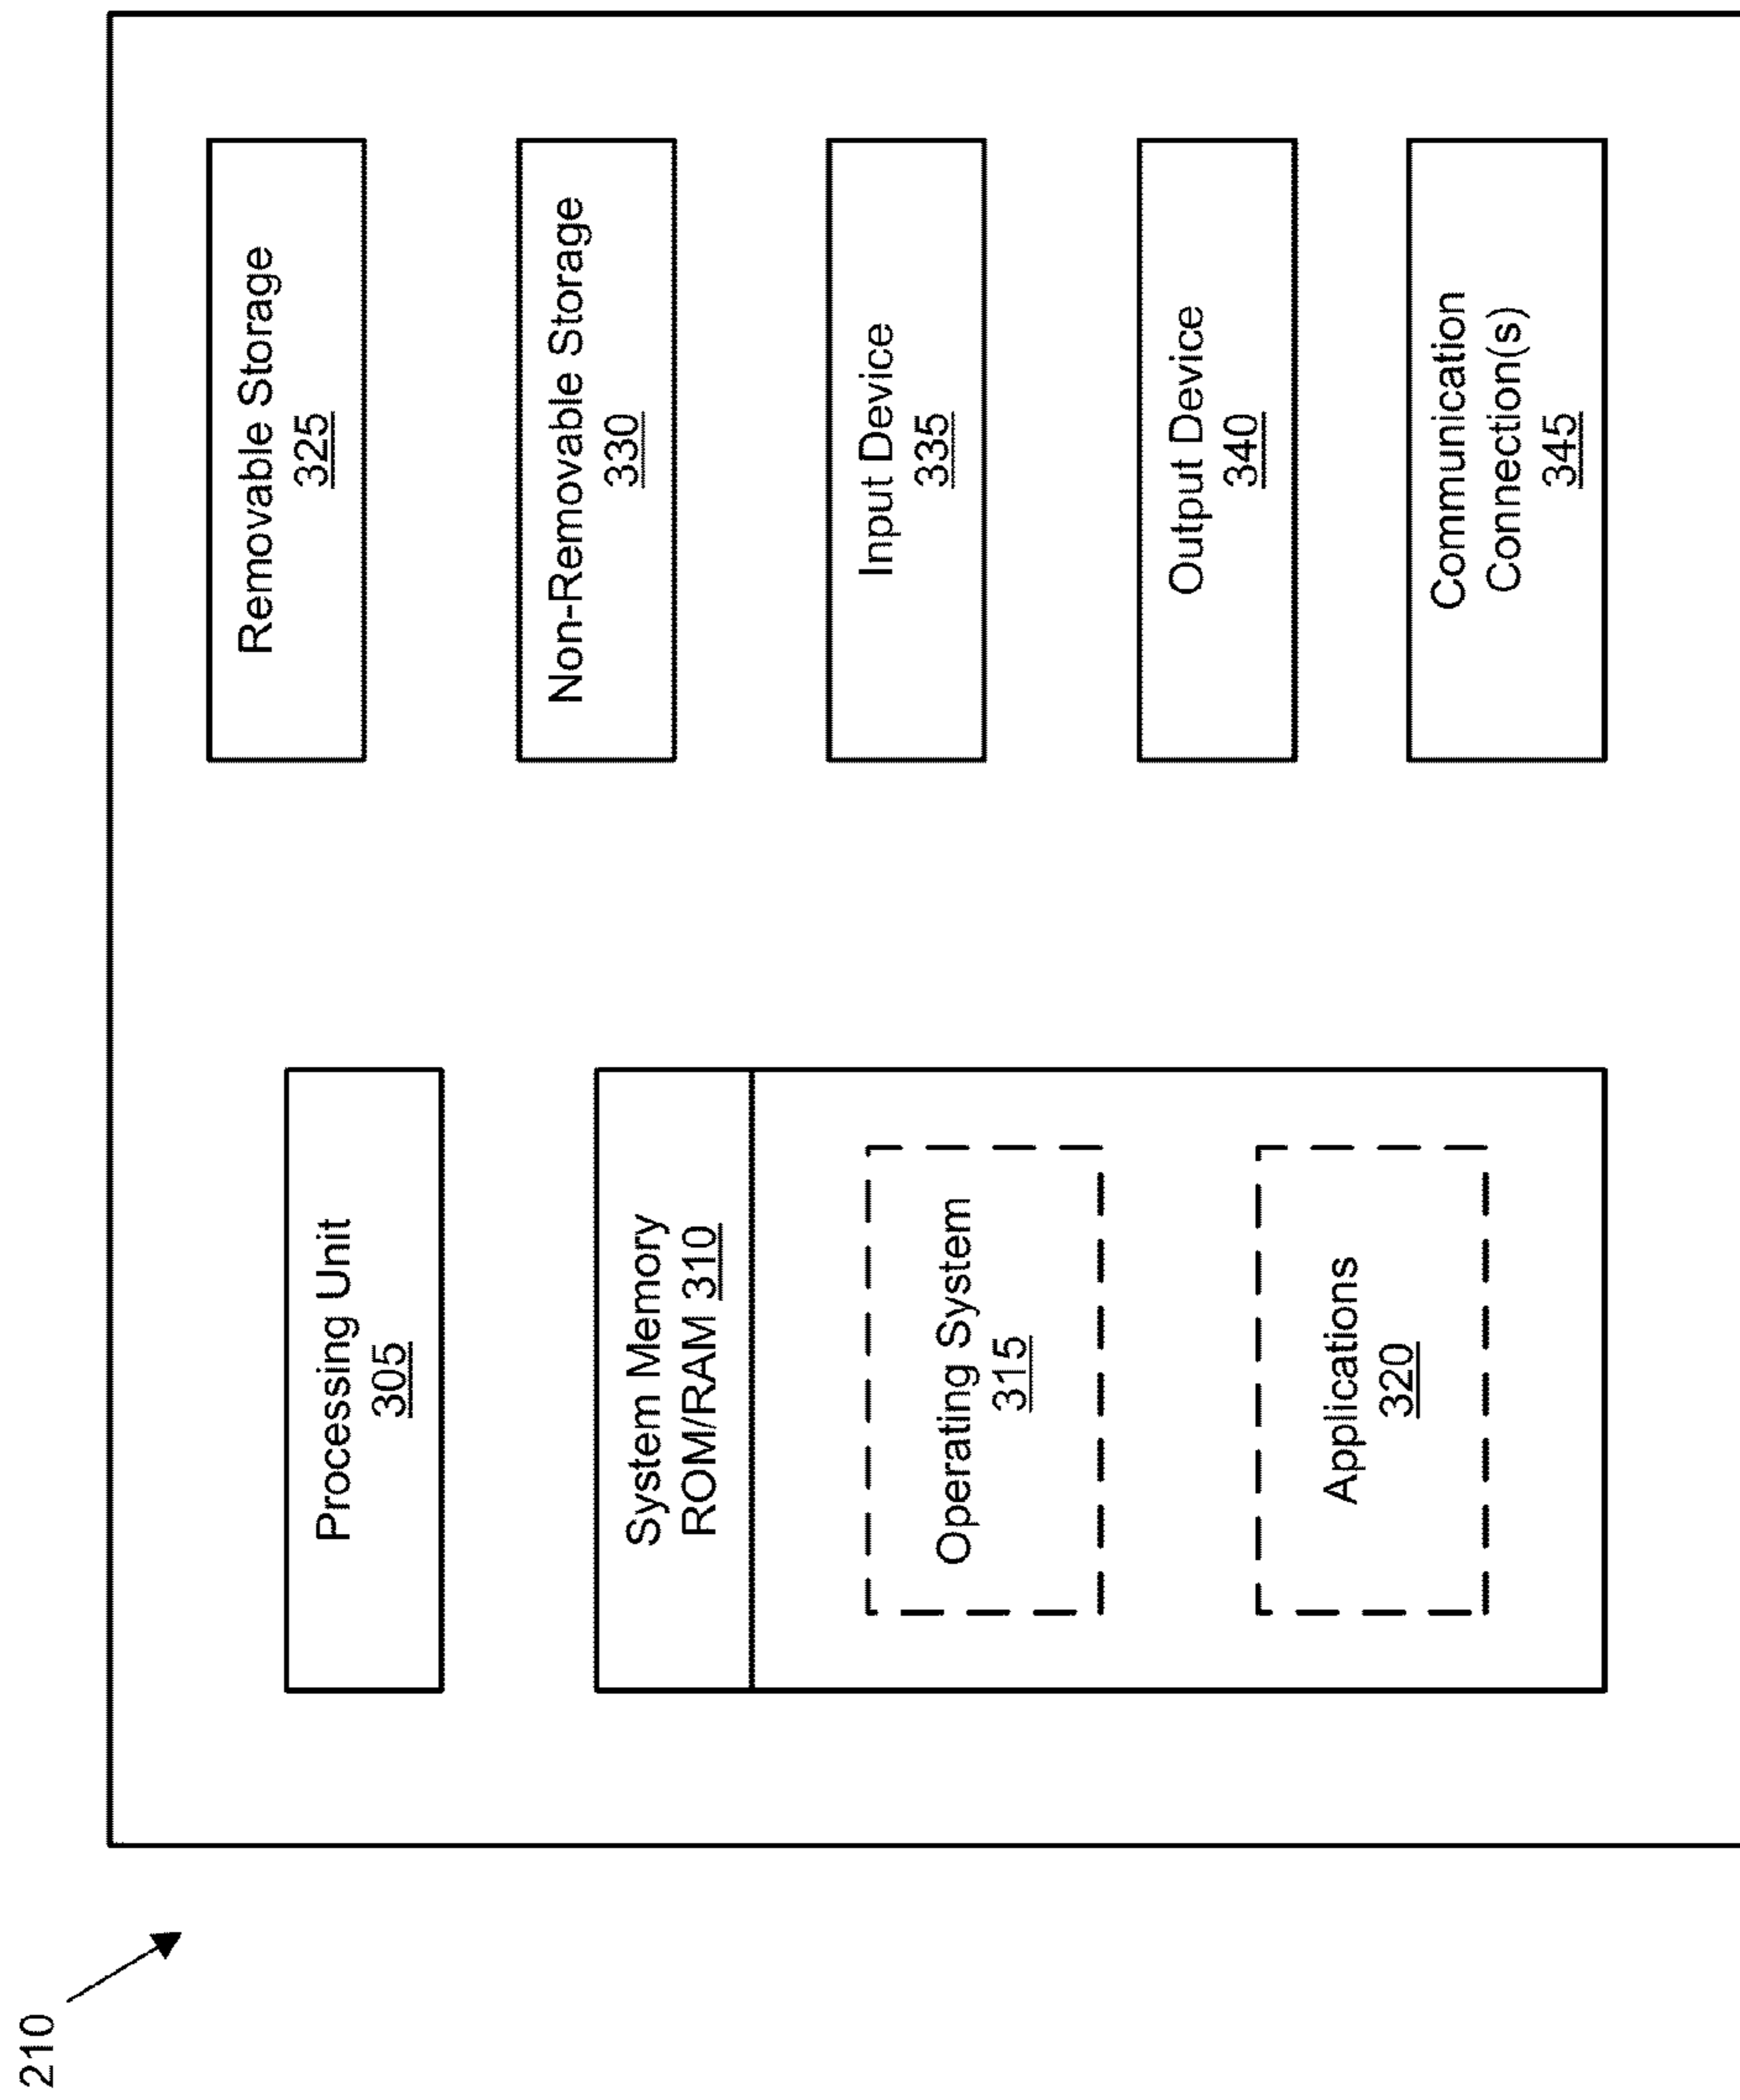 210
Processing Unit
305
System Memory
ROM/RAM 310
Operating System
315
Applications
320
Removable Storage
325
Non-Removable Storage
330
Input Device
335
Output Device
340
Communication
Connection(s)
345